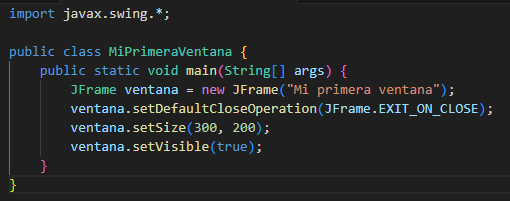 import javax.swing.*;
public class MiPrimeraVentana {
    public static void main(String[] args) {
        JFrame ventana = new JFrame("Mi primera ventana");
        ventana.setDefaultCloseOperation(JFrame.EXIT_ON_CLOSE);
        ventana.setSize(300, 200);
        ventana.setVisible(true);
    }
}